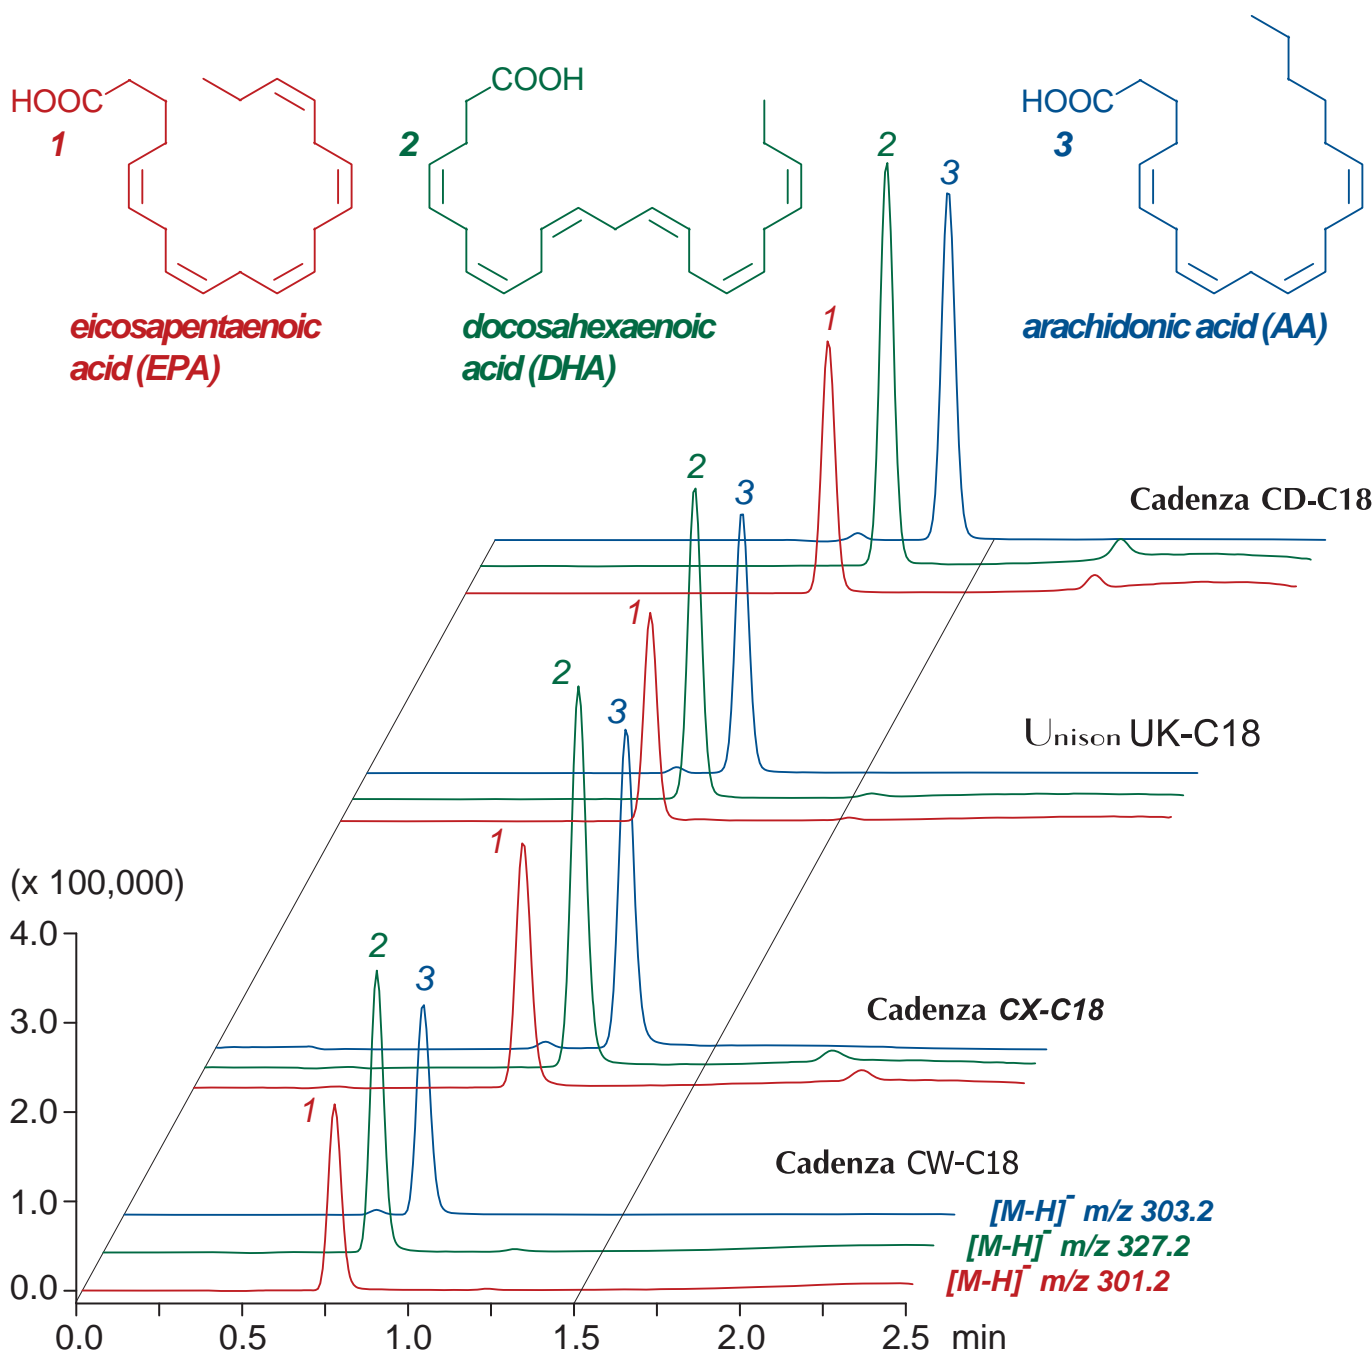 HOOC
1
COOH
2
HOOC
3
eicosapentaenoic
acid (EPA)
docosahexaenoic
acid (DHA)
arachidonic acid (AA)
1
2
3
Cadenza CD-C18
1
2
3
Unison UK-C18
1
2
3
Cadenza CX-C18
1
2
3
Cadenza CW-C18
[M-H]⁻ m/z 303.2
[M-H]⁻ m/z 327.2
[M-H]⁻ m/z 301.2
(x 100,000)
4.0
3.0
2.0
1.0
0.0
0.0 0.5 1.0 1.5 2.0 2.5 min